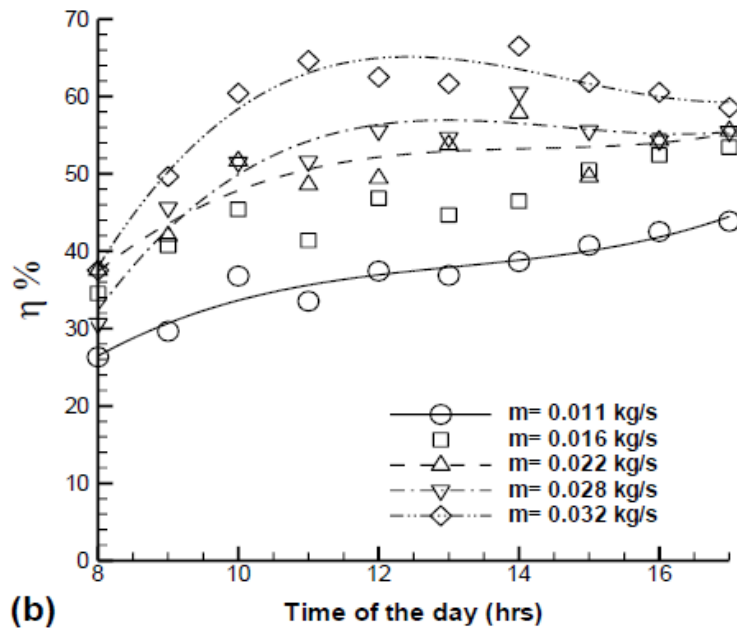 70
60
50
40
30
20
10
0
η %
8
10
12
14
16
m= 0.011 kg/s
m= 0.016 kg/s
m= 0.022 kg/s
m= 0.028 kg/s
m= 0.032 kg/s
(b) Time of the day (hrs)